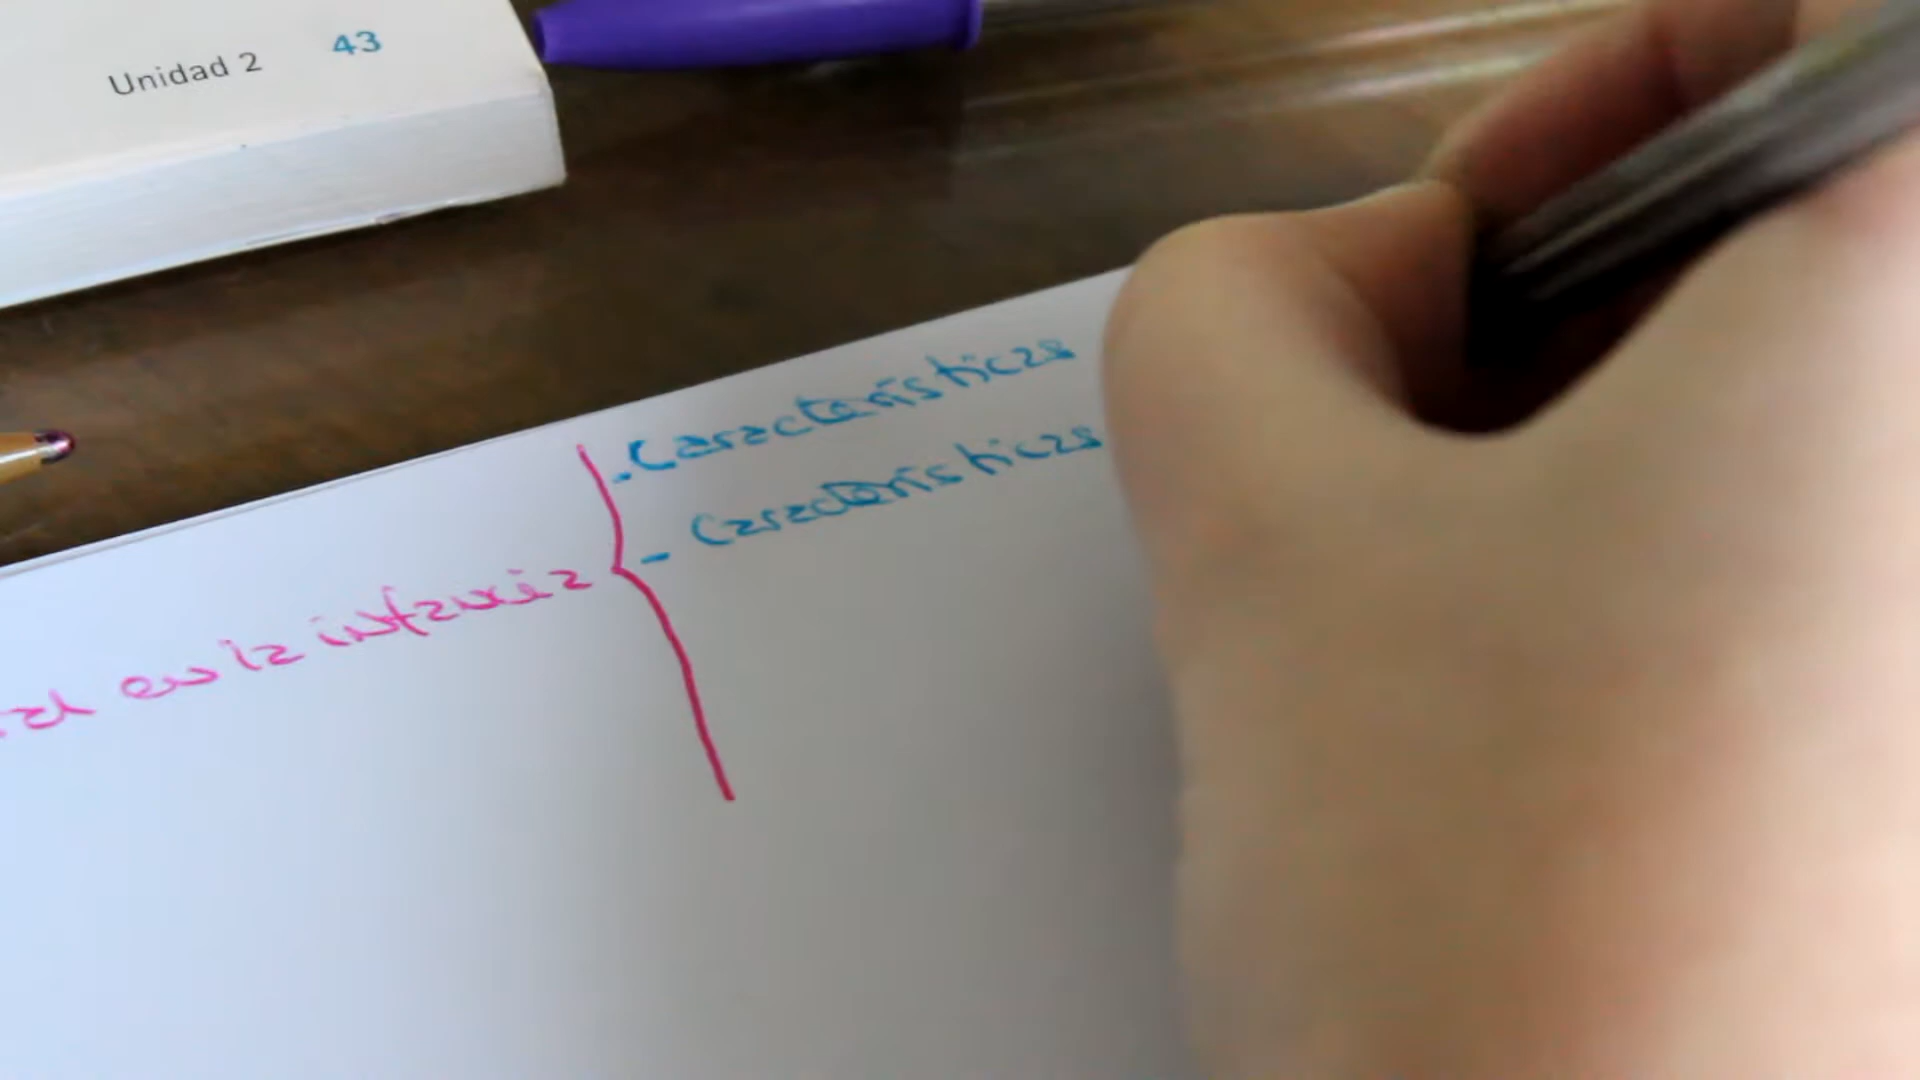 Unidad 2 43
- Características
- Características
en la infancia